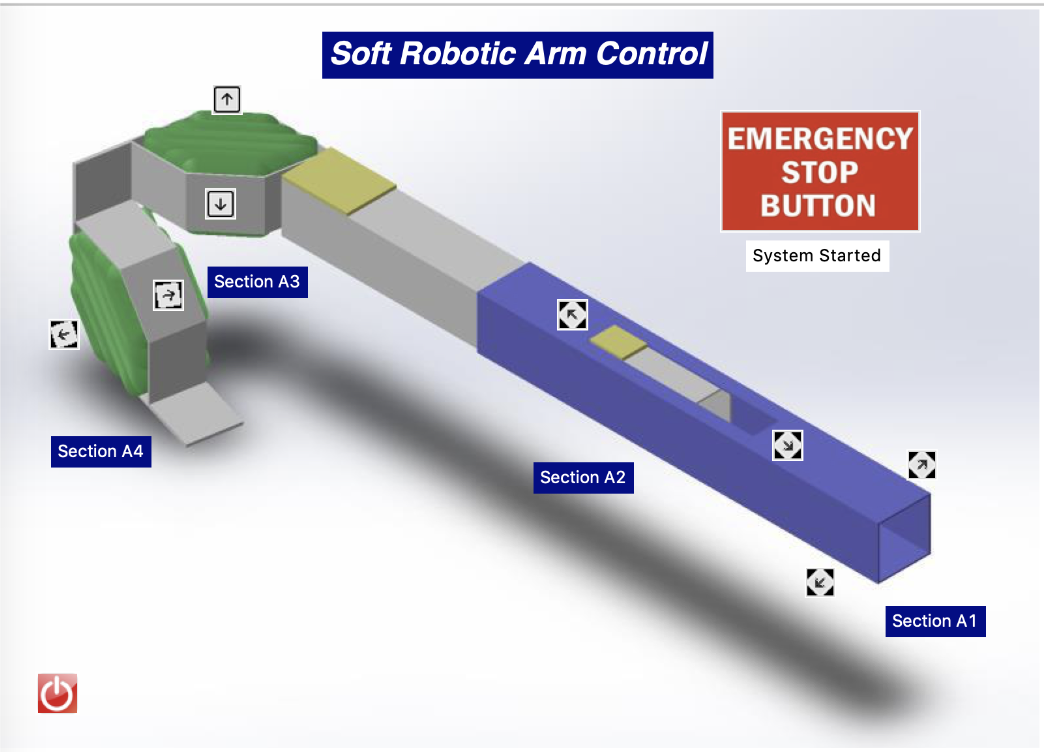 Soft Robotic Arm Control
EMERGENCY
STOP
BUTTON
System Started
Section A3
Section A4
Section A2
Section A1